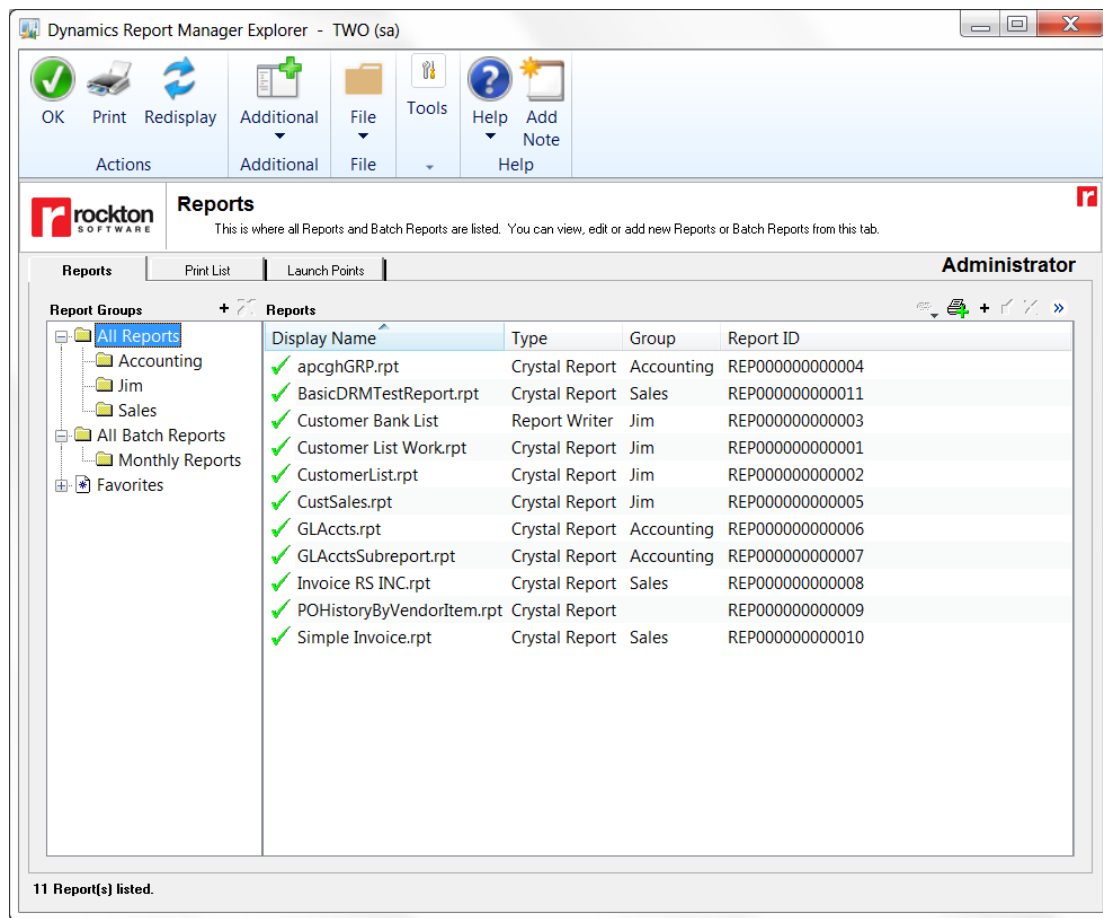 Dynamics Report Manager Explorer - TWO (sa)
OK Print Redisplay Additional File Tools Help Add Note
Actions Additional File Help
rockton SOFTWARE
Reports
This is where all Reports and Batch Reports are listed. You can view, edit or add new Reports or Batch Reports from this tab.
Reports Print List Launch Points Administrator
Report Groups Reports
All Reports
Accounting
Jim
Sales
All Batch Reports
Monthly Reports
Favorites
Display Name Type Group Report ID
apcghGRP.rpt Crystal Report Accounting REP000000000004
BasicDRMTestReport.rpt Crystal Report Sales REP000000000011
Customer Bank List Report Writer Jim REP000000000003
Customer List Work.rpt Crystal Report Jim REP000000000001
CustomerList.rpt Crystal Report Jim REP000000000002
CustSales.rpt Crystal Report Jim REP000000000005
GLAccts.rpt Crystal Report Accounting REP000000000006
GLAcctsSubreport.rpt Crystal Report Accounting REP000000000007
Invoice RS INC.rpt Crystal Report Sales REP000000000008
POHistoryByVendorItem.rpt Crystal Report REP000000000009
Simple Invoice.rpt Crystal Report Sales REP000000000010
11 Report(s) listed.